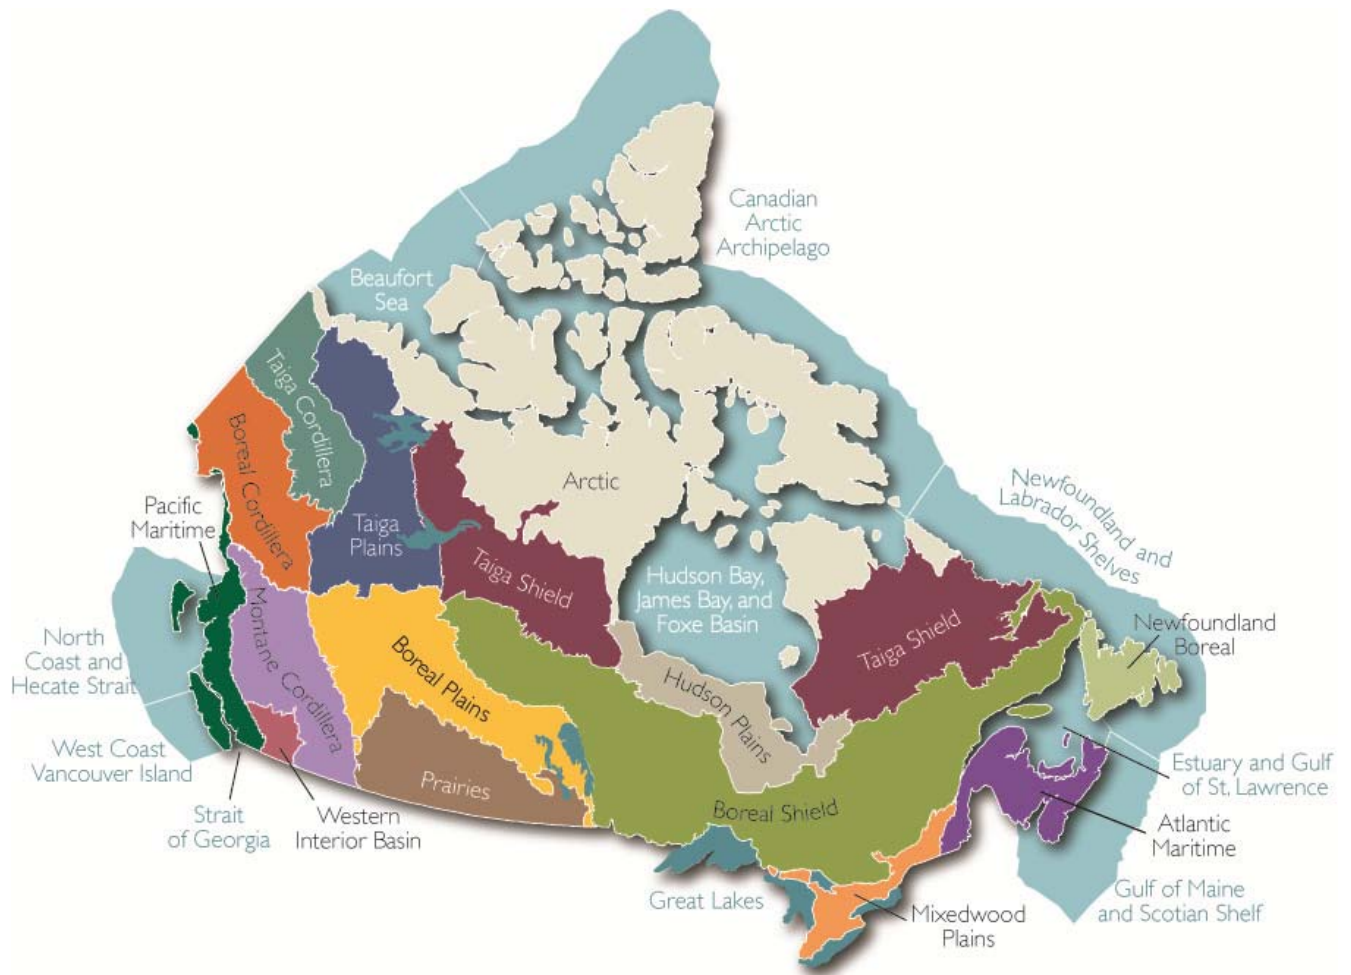 Canadian
Arctic
Archipelago
Beaufort
Sea
Taiga Cordillera
Boreal Cordillera
Arctic
Newfoundland and
Labrador Shelves
Pacific
Maritime
Taiga
Plains
Taiga Shield
Hudson Bay,
James Bay, and
Foxe Basin
Taiga Shield
Newfoundland
Boreal
North
Coast and
Hecate Strait
Montane Cordillera
Boreal Plains
Hudson Plains
West Coast
Vancouver Island
Prairies
Estuary and Gulf
of St. Lawrence
Strait
of Georgia
Western
Interior Basin
Boreal Shield
Atlantic
Maritime
Great Lakes
Mixedwood
Plains
Gulf of Maine
and Scotian Shelf